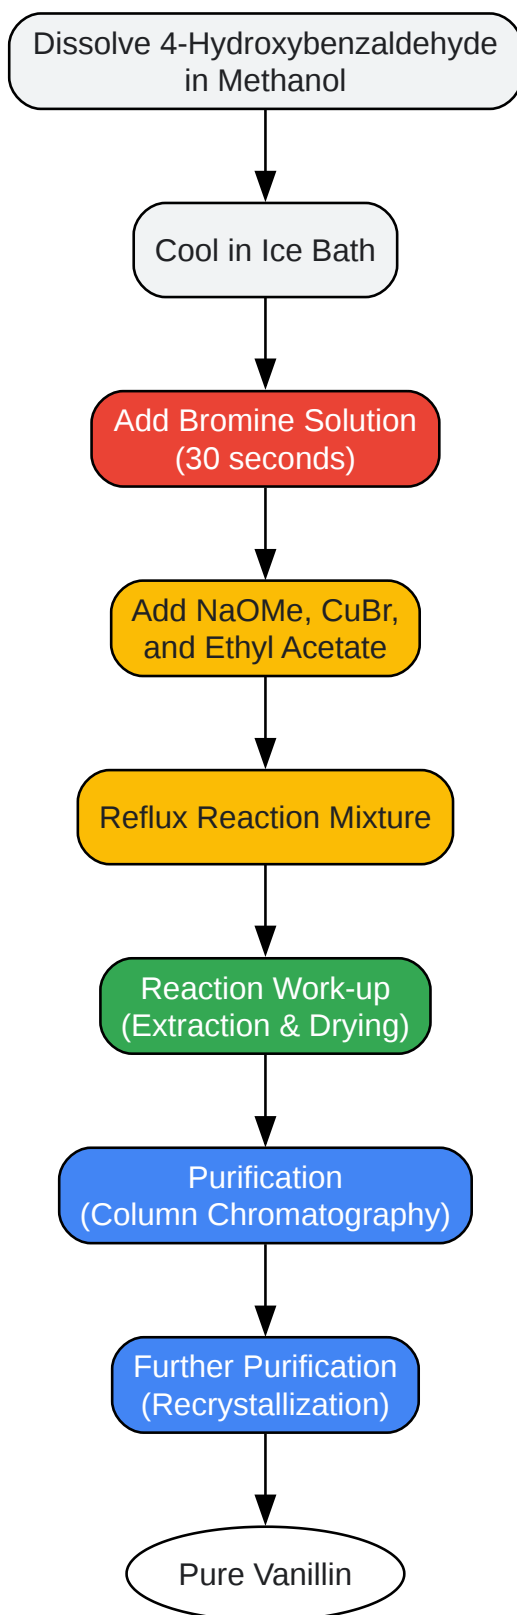 Dissolve 4-Hydroxybenzaldehyde
in Methanol
Cool in Ice Bath
Add Bromine Solution
(30 seconds)
Add NaOMe, CuBr,
and Ethyl Acetate
Reflux Reaction Mixture
Reaction Work-up
(Extraction & Drying)
Purification
(Column Chromatography)
Further Purification
(Recrystallization)
Pure Vanillin